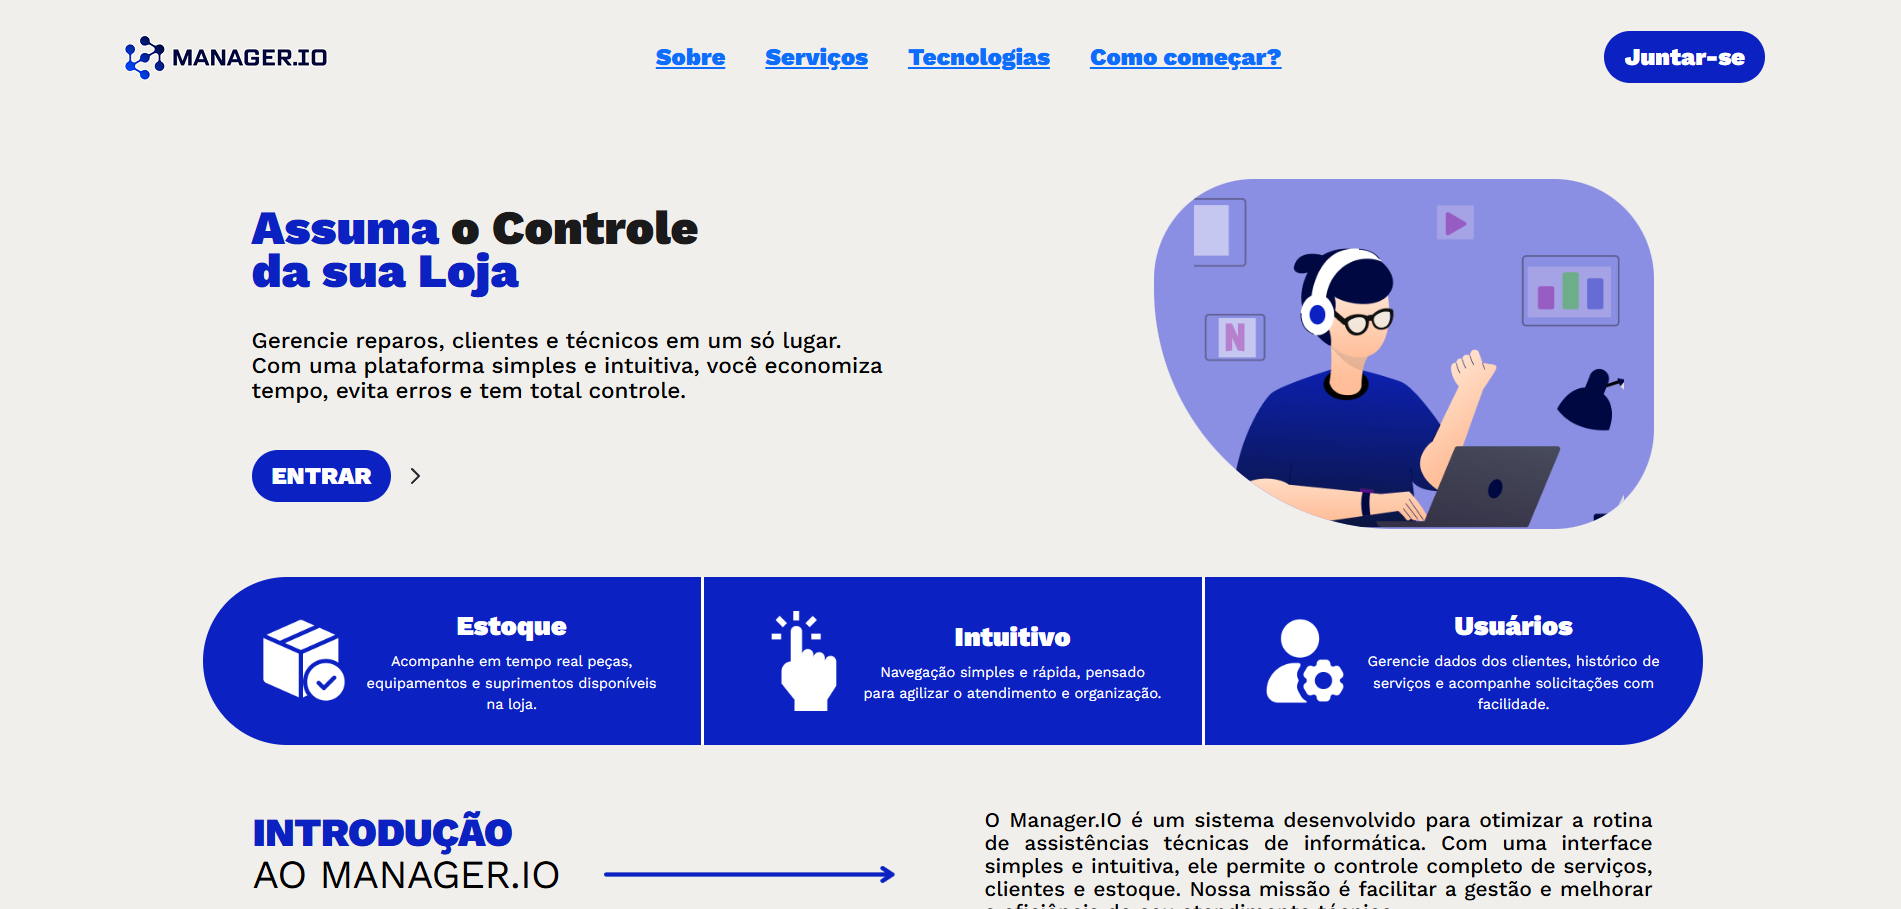 MANAGER.IO
Sobre Serviços Tecnologias Como começar?
Juntar-se
Assuma o Controle
da sua Loja
Gerencie reparos, clientes e técnicos em um só lugar.
Com uma plataforma simples e intuitiva, você economiza
tempo, evita erros e tem total controle.
ENTRAR
N
Estoque
Acompanhe em tempo real peças,
equipamentos e suprimentos disponíveis
na loja.
Intuitivo
Navegação simples e rápida, pensado
para agilizar o atendimento e organização.
Usuários
Gerencie dados dos clientes, histórico de
serviços e acompanhe solicitações com
facilidade.
INTRODUÇÃO
AO MANAGER.IO
O Manager.IO é um sistema desenvolvido para otimizar a rotina
de assistências técnicas de informática. Com uma interface
simples e intuitiva, ele permite o controle completo de serviços,
clientes e estoque. Nossa missão é facilitar a gestão e melhorar